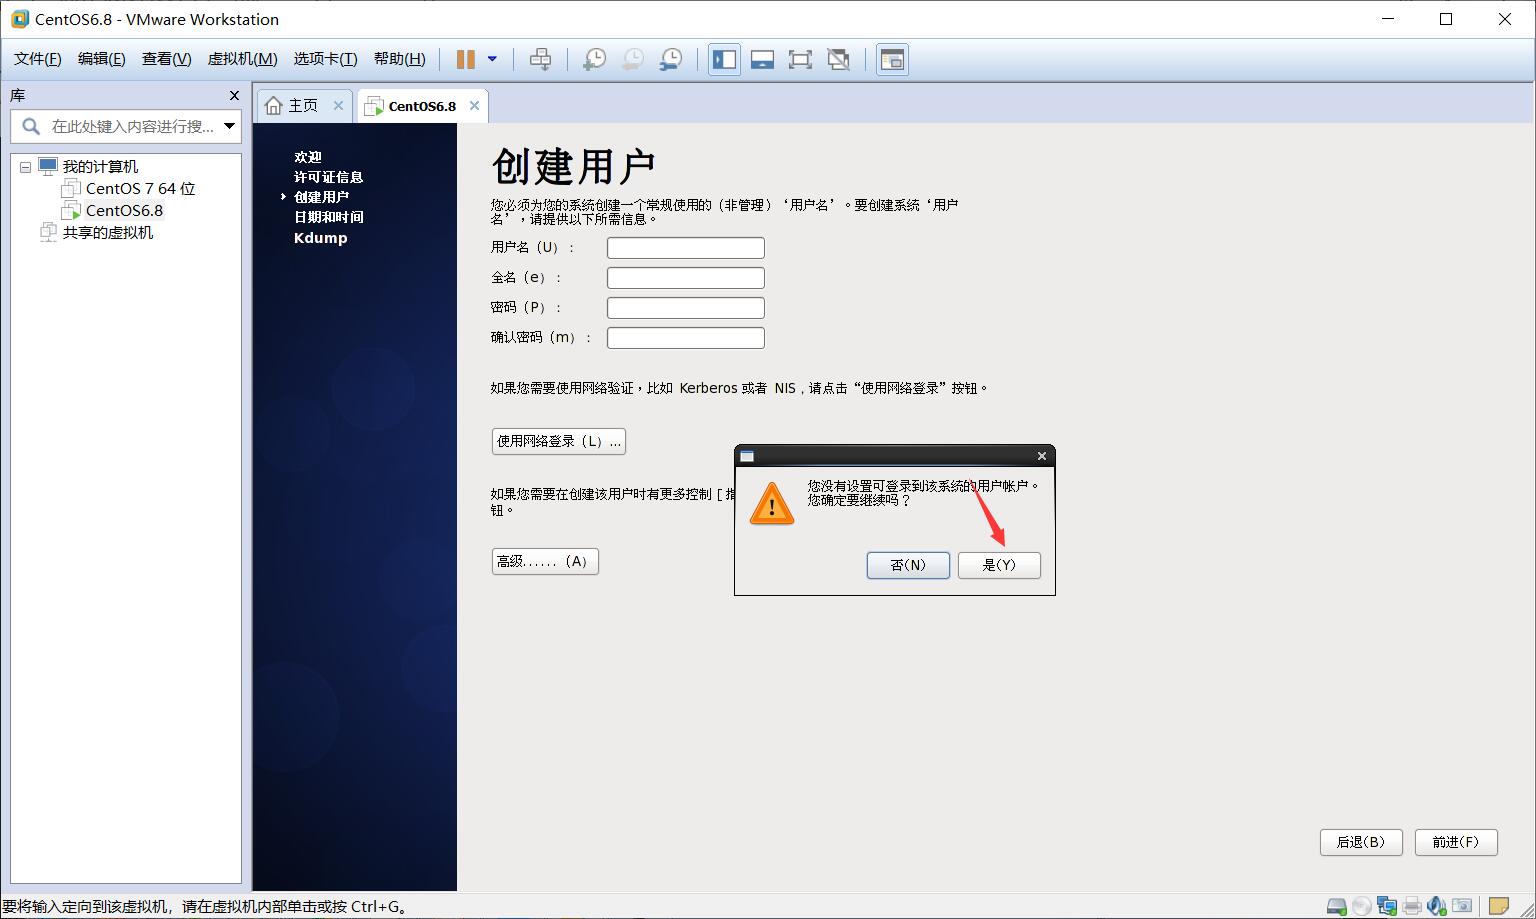 CentOS6.8 - VMware Workstation
文件(F) 编辑(E) 查看(V) 虚拟机(M) 选项卡(T) 帮助(H)
库
在此处键入内容进行搜...
我的计算机
CentOS 7 64 位
CentOS6.8
共享的虚拟机
主页
CentOS6.8
欢迎
许可证信息
创建用户
日期和时间
Kdump
创建用户
您必须为您的系统创建一个常规使用的（非管理）‘用户名’。要创建系统‘用户
名’，请提供以下所需信息。
用户名（U）：
全名（e）：
密码（P）：
确认密码（m）：
如果您需要使用网络验证，比如 Kerberos 或者 NIS，请点击“使用网络登录”按钮。
使用网络登录（L）...
如果您需要在创建该用户时有更多控制 [ 指
钮。
高级......（A）
您没有设置可登录到该系统的用户帐户。
您确定要继续吗？
否(N)
是(Y)
后退(B)
前进(F)
要将输入定向到该虚拟机，请在虚拟机内部单击或按 Ctrl+G。